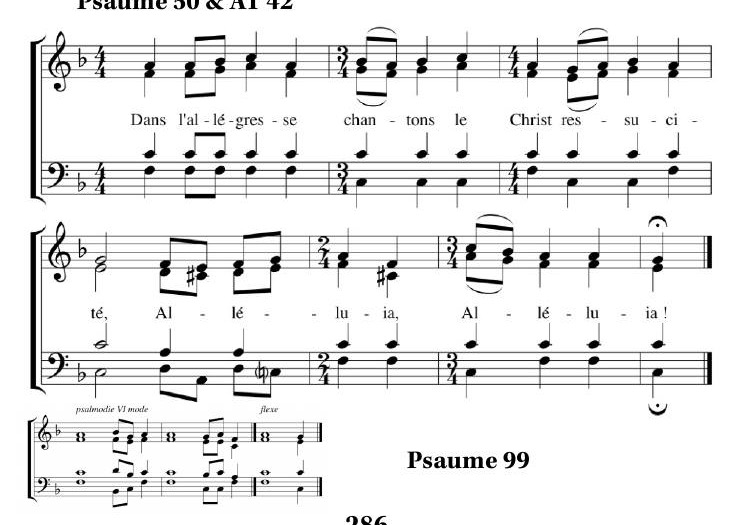 Psaume 50 & AT 42
Dans l'al - lé - gres - se chan - tons le Christ res - su - ci -
té, Al - lé - lu - ia, Al - lé - lu - ia !
psalmodie VI mode flexe
Psaume 99
286